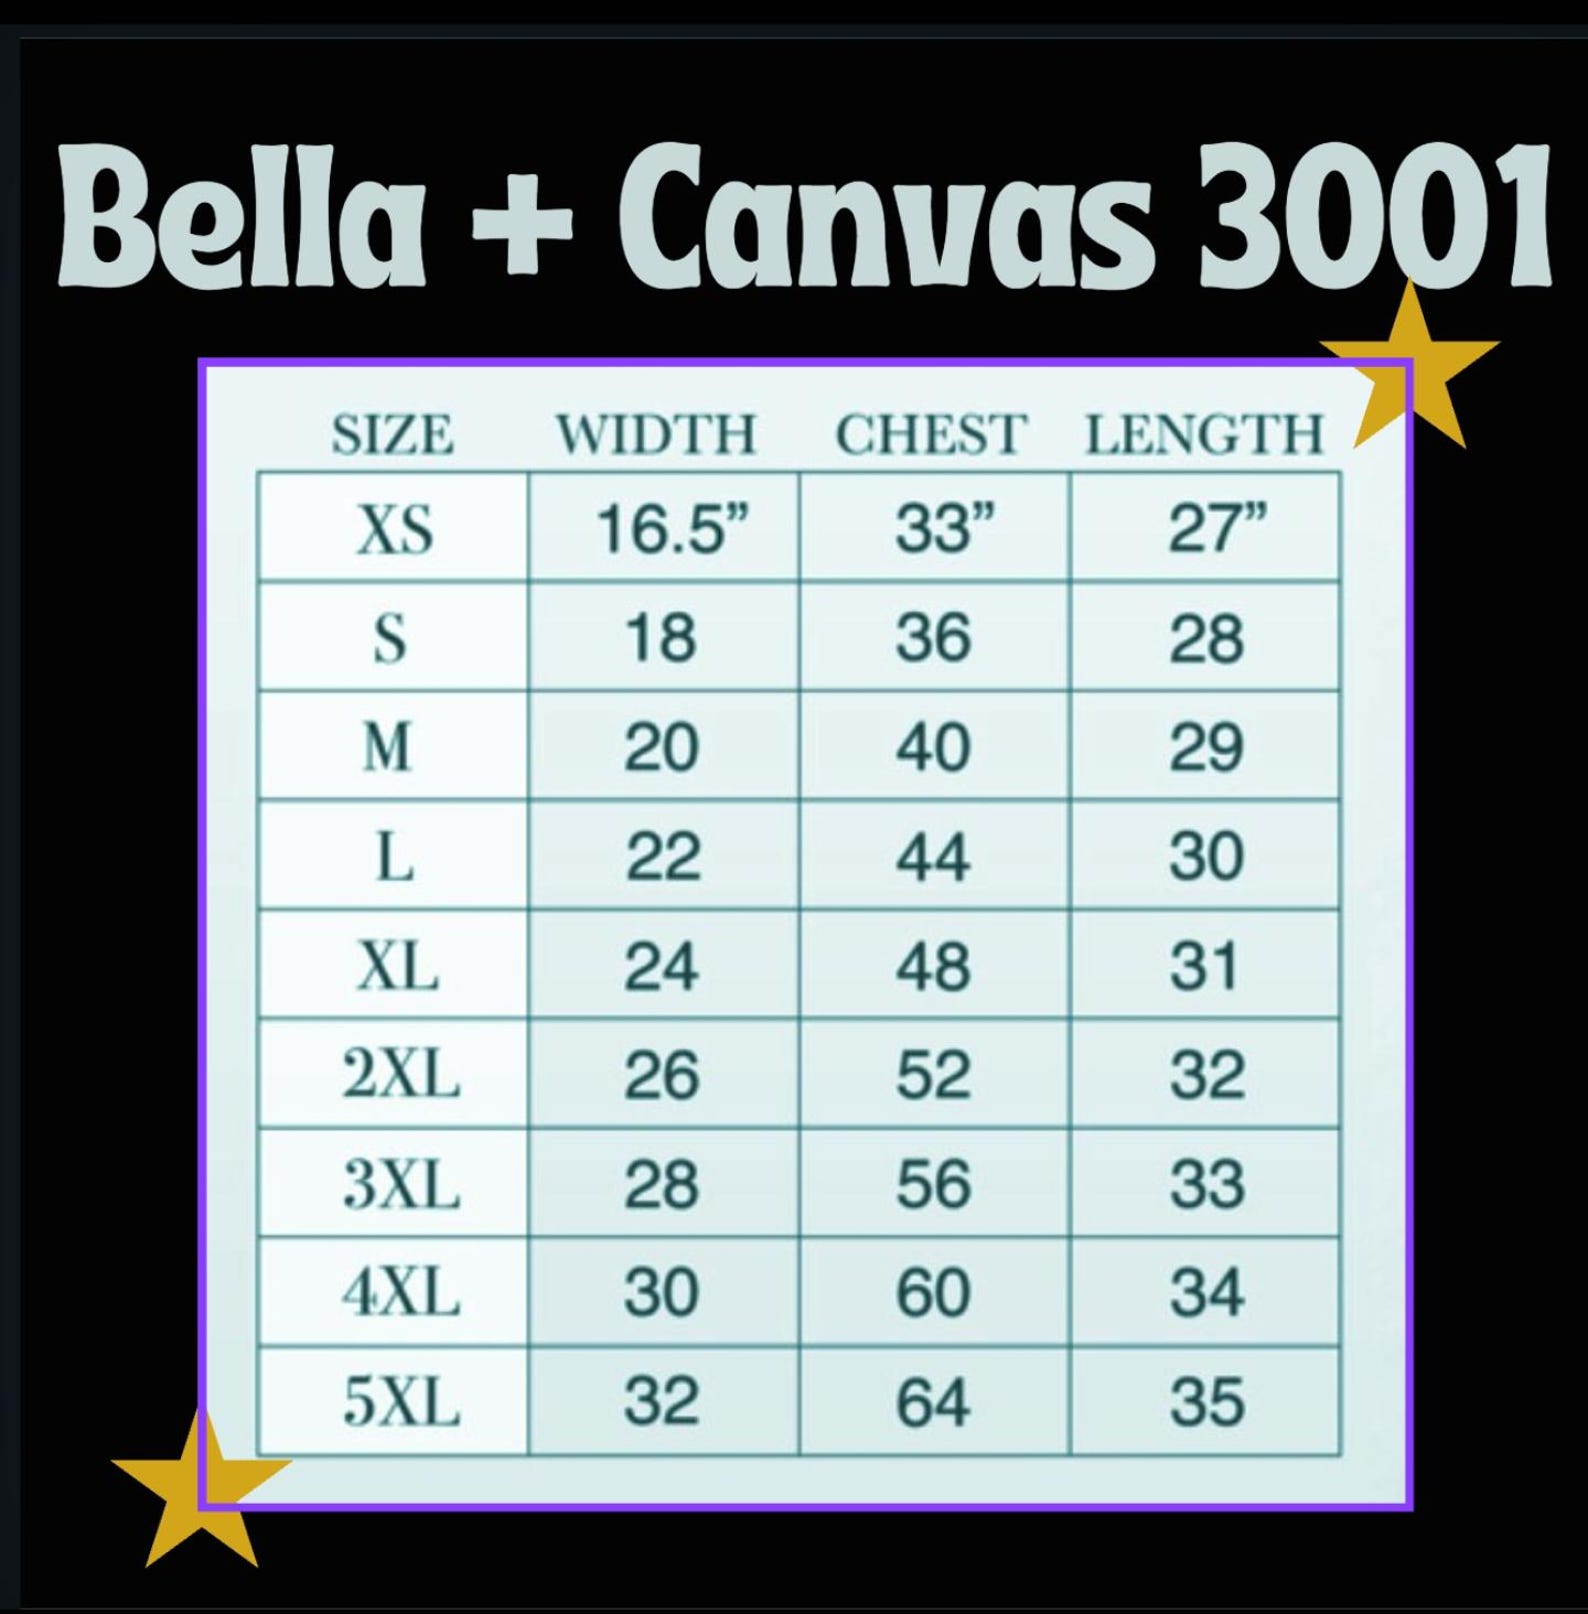 Bella + Canvas 3001
SIZE WIDTH CHEST LENGTH
XS 16.5” 33” 27”
S 18 36 28
M 20 40 29
L 22 44 30
XL 24 48 31
2XL 26 52 32
3XL 28 56 33
4XL 30 60 34
5XL 32 64 35